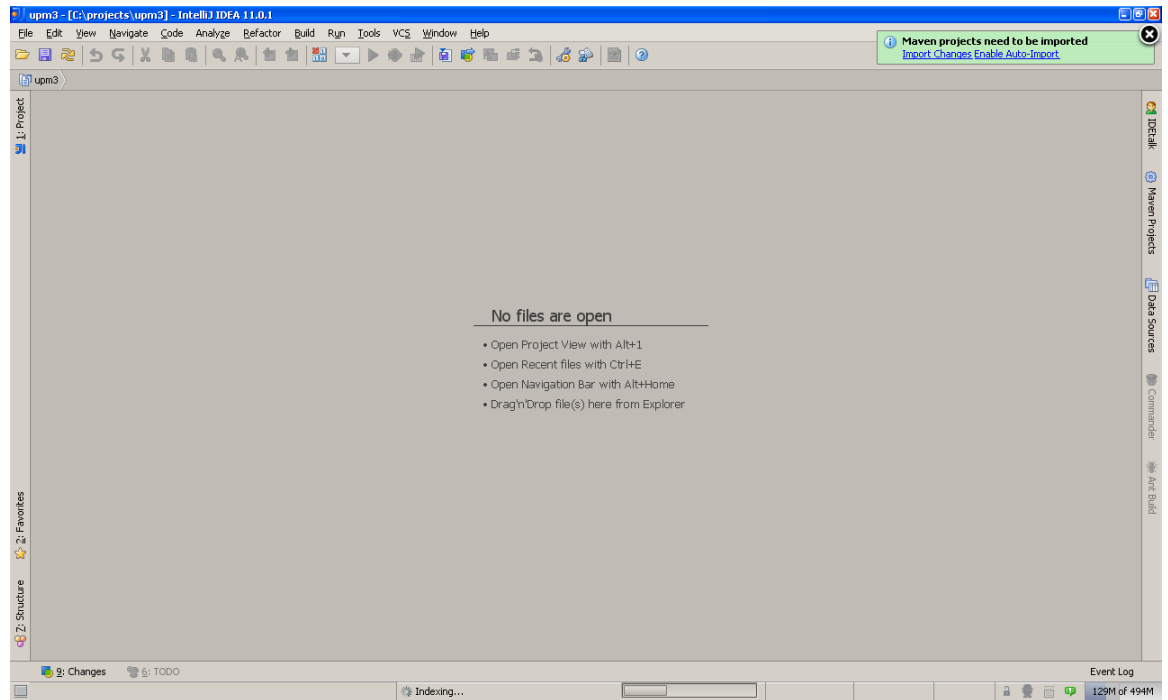 upm3 - [C:\projects\upm3] - IntelliJ IDEA 11.0.1
File Edit View Navigate Code Analyze Refactor Build Run Tools VCS Window Help
Maven projects need to be imported
Import Changes Enable Auto-Import
upm3
1: Project
IDEtalk
Maven Projects
Data Sources
Commander
Ant Build
No files are open
• Open Project View with Alt+1
• Open Recent files with Ctrl+E
• Open Navigation Bar with Alt+Home
• Drag'n'Drop file(s) here from Explorer
2: Favorites
Z: Structure
9: Changes 6: TODO Event Log
Indexing... 129M of 494M